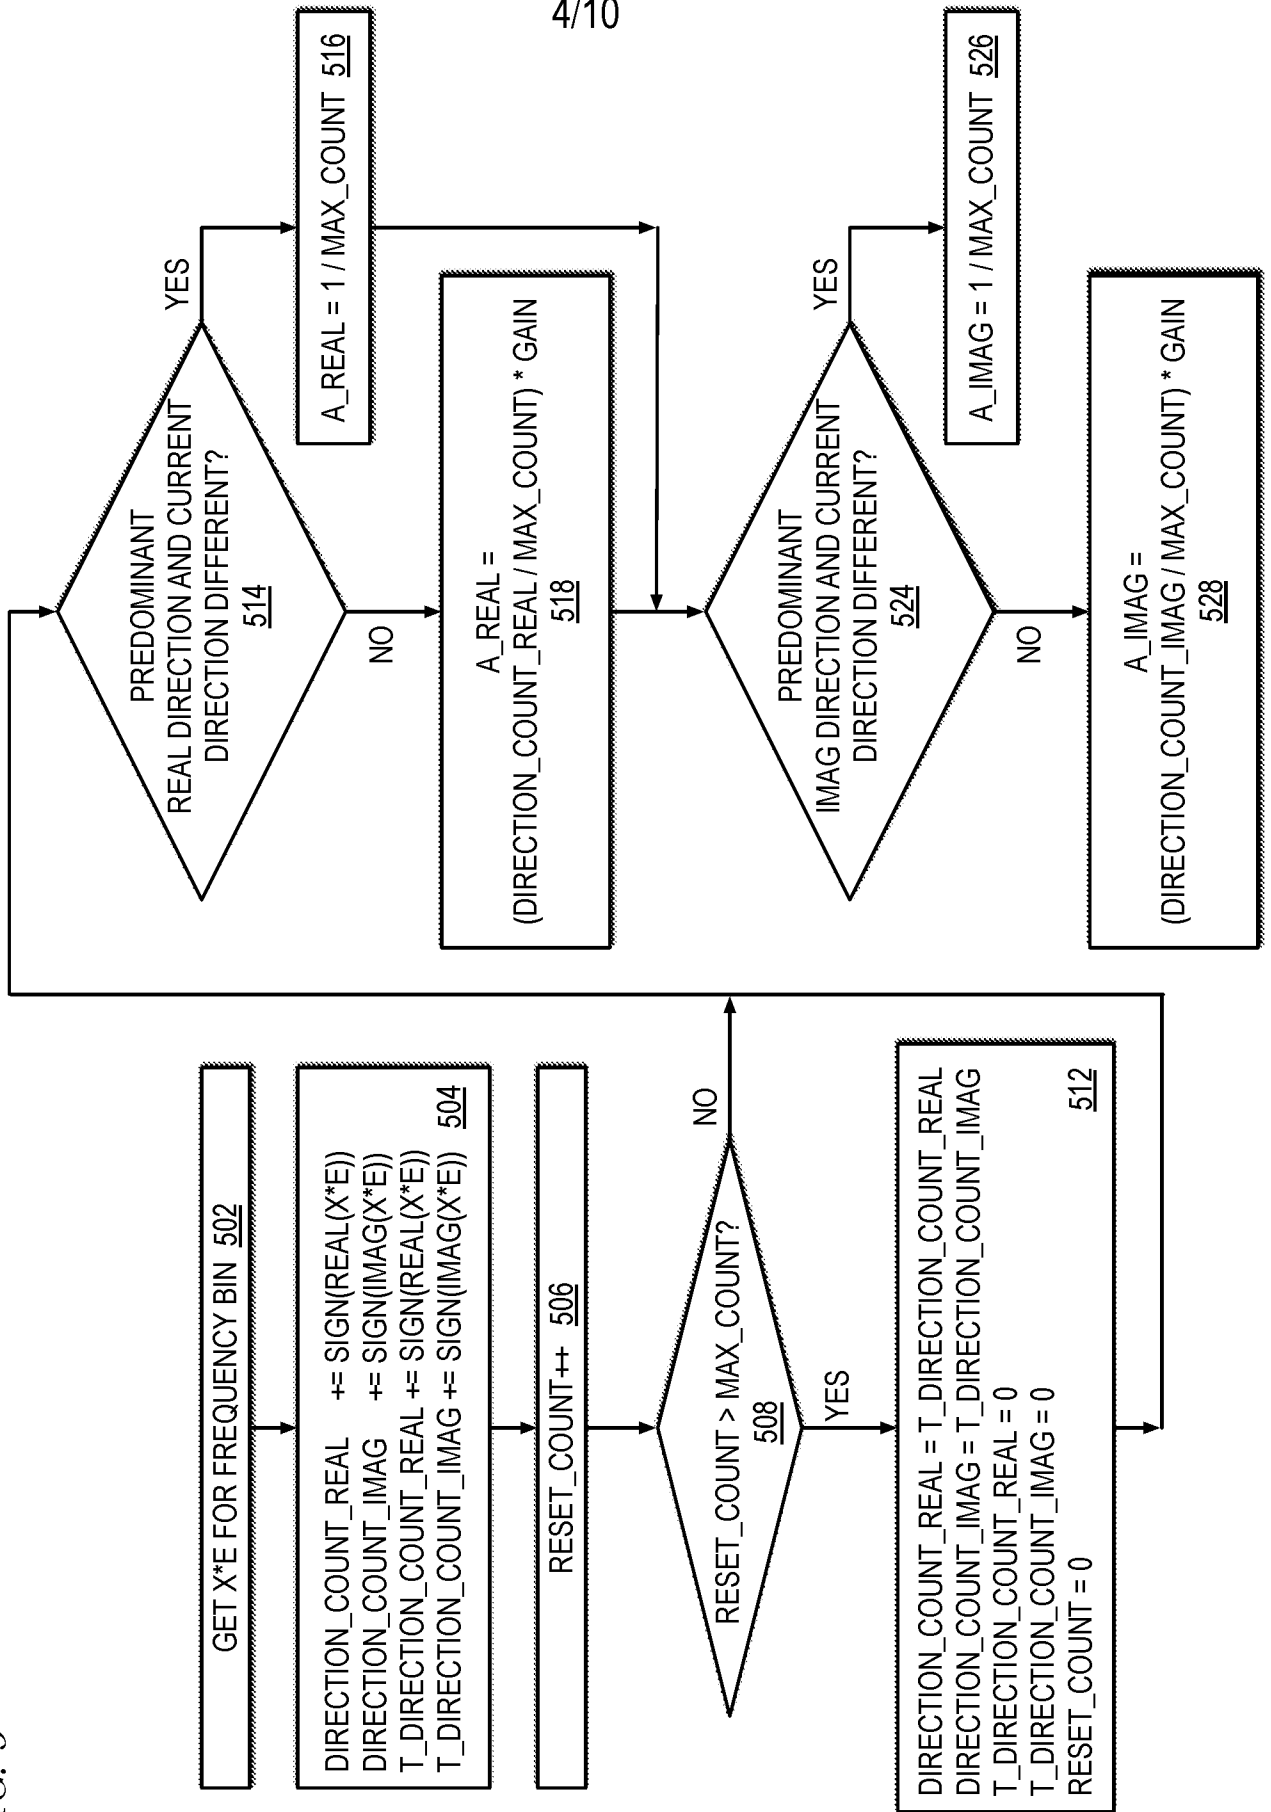 4/10
GET X*E FOR FREQUENCY BIN 502
DIRECTION_COUNT_REAL += SIGN(REAL(X*E))
DIRECTION_COUNT_IMAG += SIGN(IMAG(X*E))
T_DIRECTION_COUNT_REAL += SIGN(REAL(X*E))
T_DIRECTION_COUNT_IMAG += SIGN(IMAG(X*E))
504
RESET_COUNT++ 506
RESET_COUNT > MAX_COUNT?
508
NO
YES
DIRECTION_COUNT_REAL = T_DIRECTION_COUNT_REAL
DIRECTION_COUNT_IMAG = T_DIRECTION_COUNT_IMAG
T_DIRECTION_COUNT_REAL = 0
T_DIRECTION_COUNT_IMAG = 0
RESET_COUNT = 0
512
PREDOMINANT
REAL DIRECTION AND CURRENT
DIRECTION DIFFERENT?
514
YES
NO
A_REAL = 1 / MAX_COUNT 516
A_REAL =
(DIRECTION_COUNT_REAL / MAX_COUNT) * GAIN
518
PREDOMINANT
IMAG DIRECTION AND CURRENT
DIRECTION DIFFERENT?
524
YES
NO
A_IMAG = 1 / MAX_COUNT 526
A_IMAG =
(DIRECTION_COUNT_IMAG / MAX_COUNT) * GAIN
528